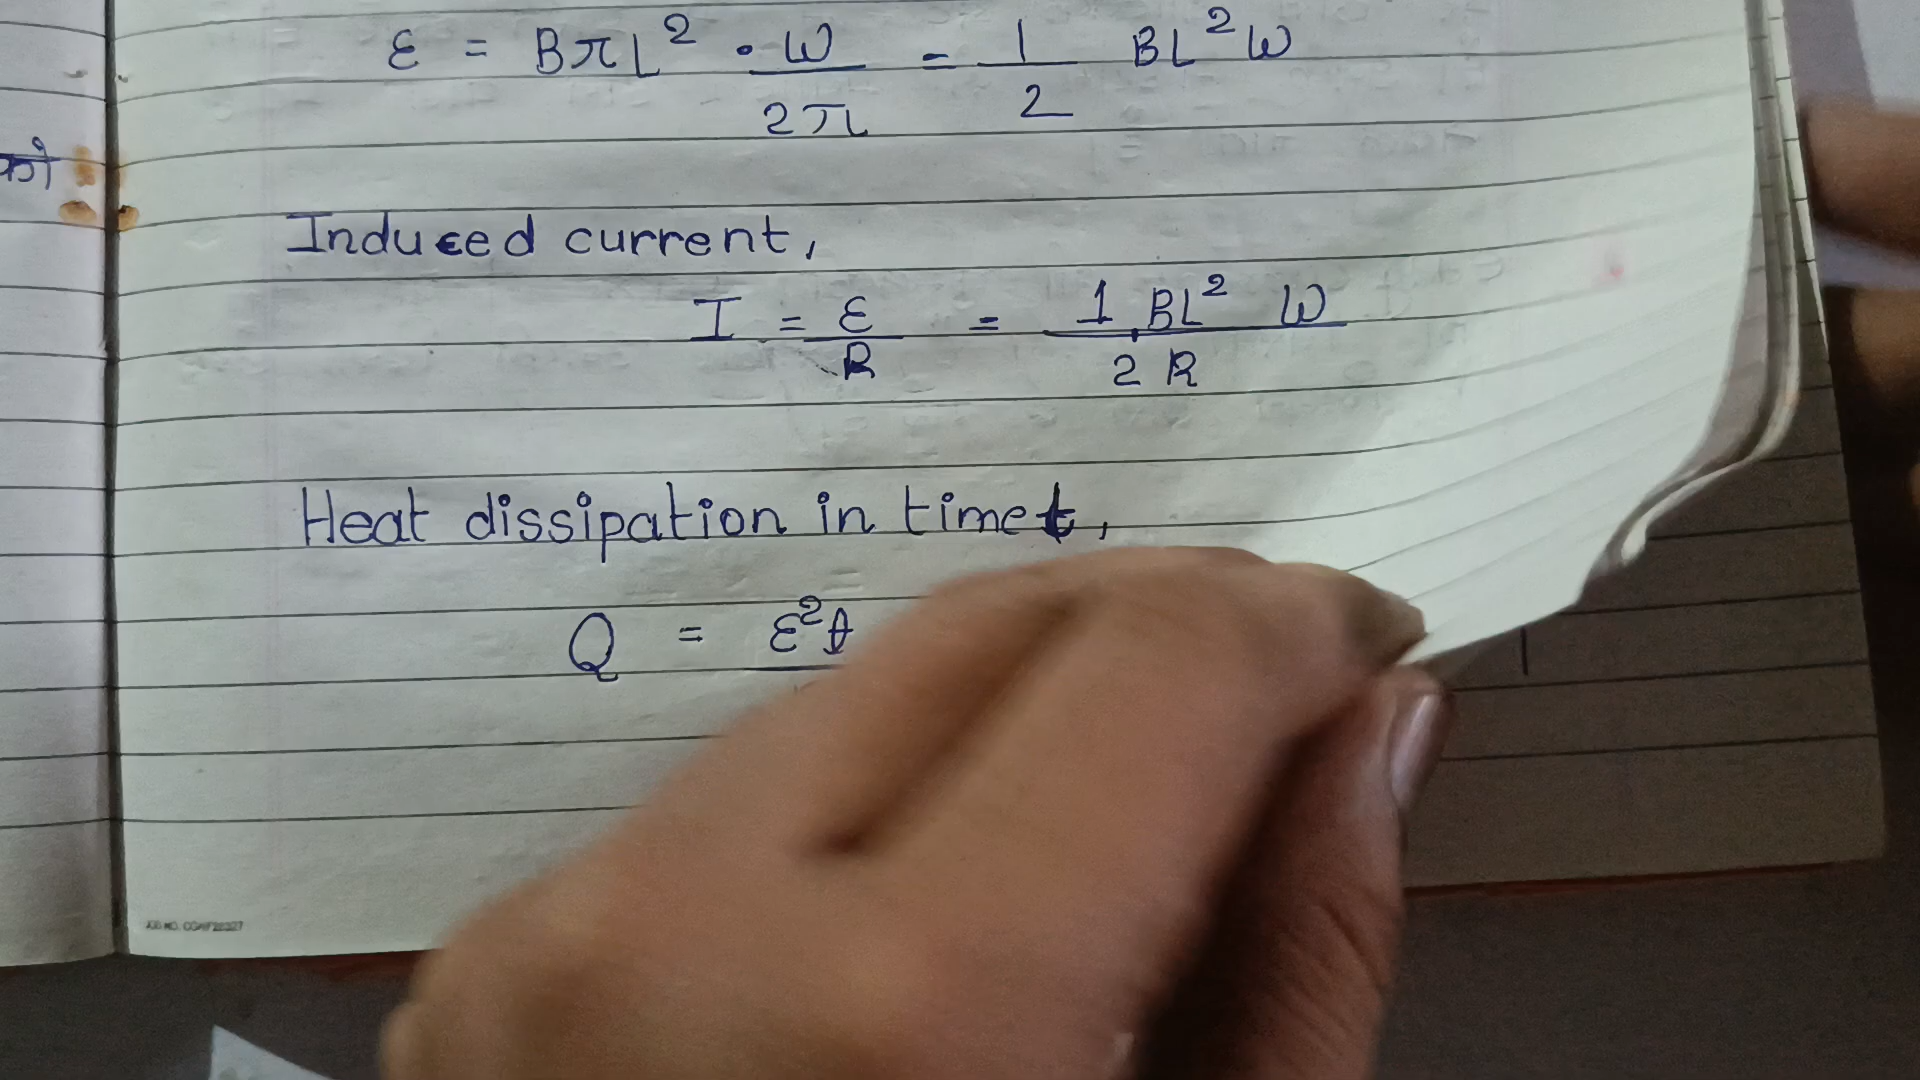 ε = BπL² · ω/2π = 1/2 BL²ω
को
Induced current,
I = ε/R = 1 BL² ω/2 R
Heat dissipation in time t,
Q = ε²t